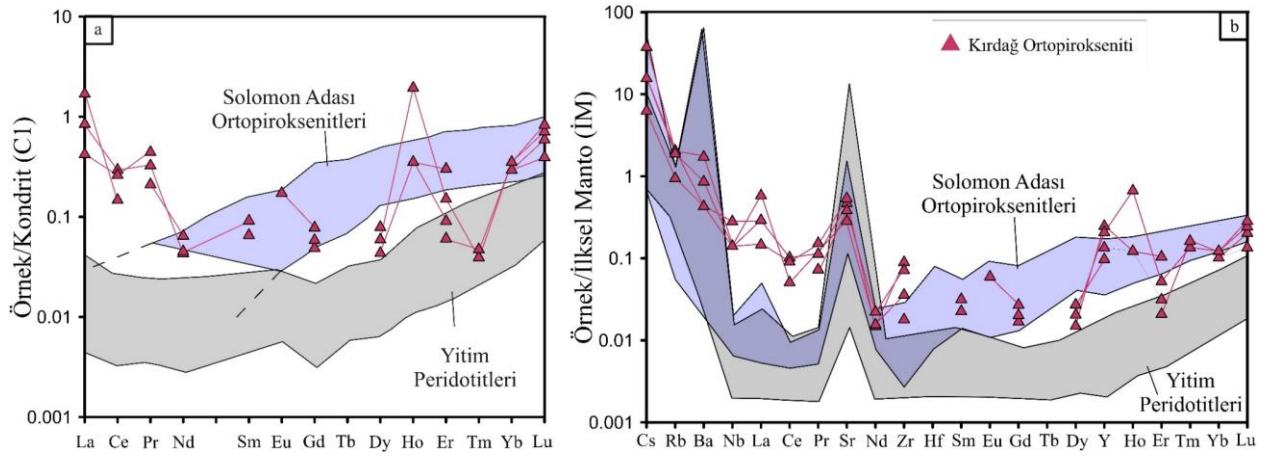 a
10
1
0.1
0.01
0.001
Örnek/Kondrit (C1)
Solomon Adası
Ortopiroksenitleri
Yitim
Peridotitleri
La Ce Pr Nd Sm Eu Gd Tb Dy Ho Er Tm Yb Lu
b
100
10
1
0.1
0.01
0.001
Örnek/İlksel Manto (İM)
Kırdağ Ortopirokseniti
Solomon Adası
Ortopiroksenitleri
Yitim
Peridotitleri
Cs Rb Ba Nb La Ce Pr Sr Nd Zr Hf Sm Eu Gd Tb Dy Y Ho Er Tm Yb Lu